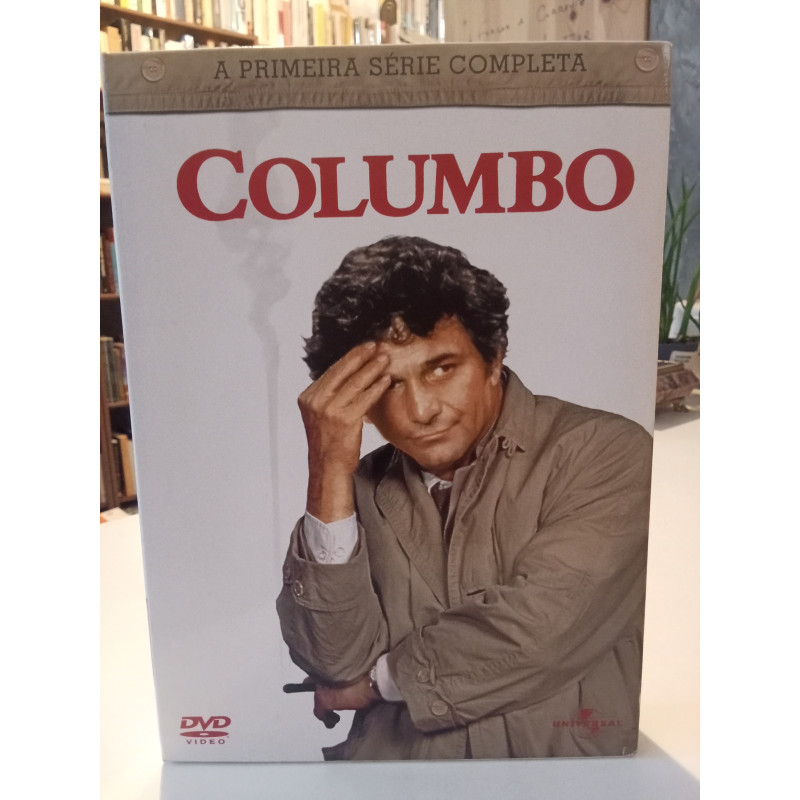 A PRIMEIRA SÉRIE COMPLETA
COLUMBO
DVD
VIDEO
UNIVERSAL